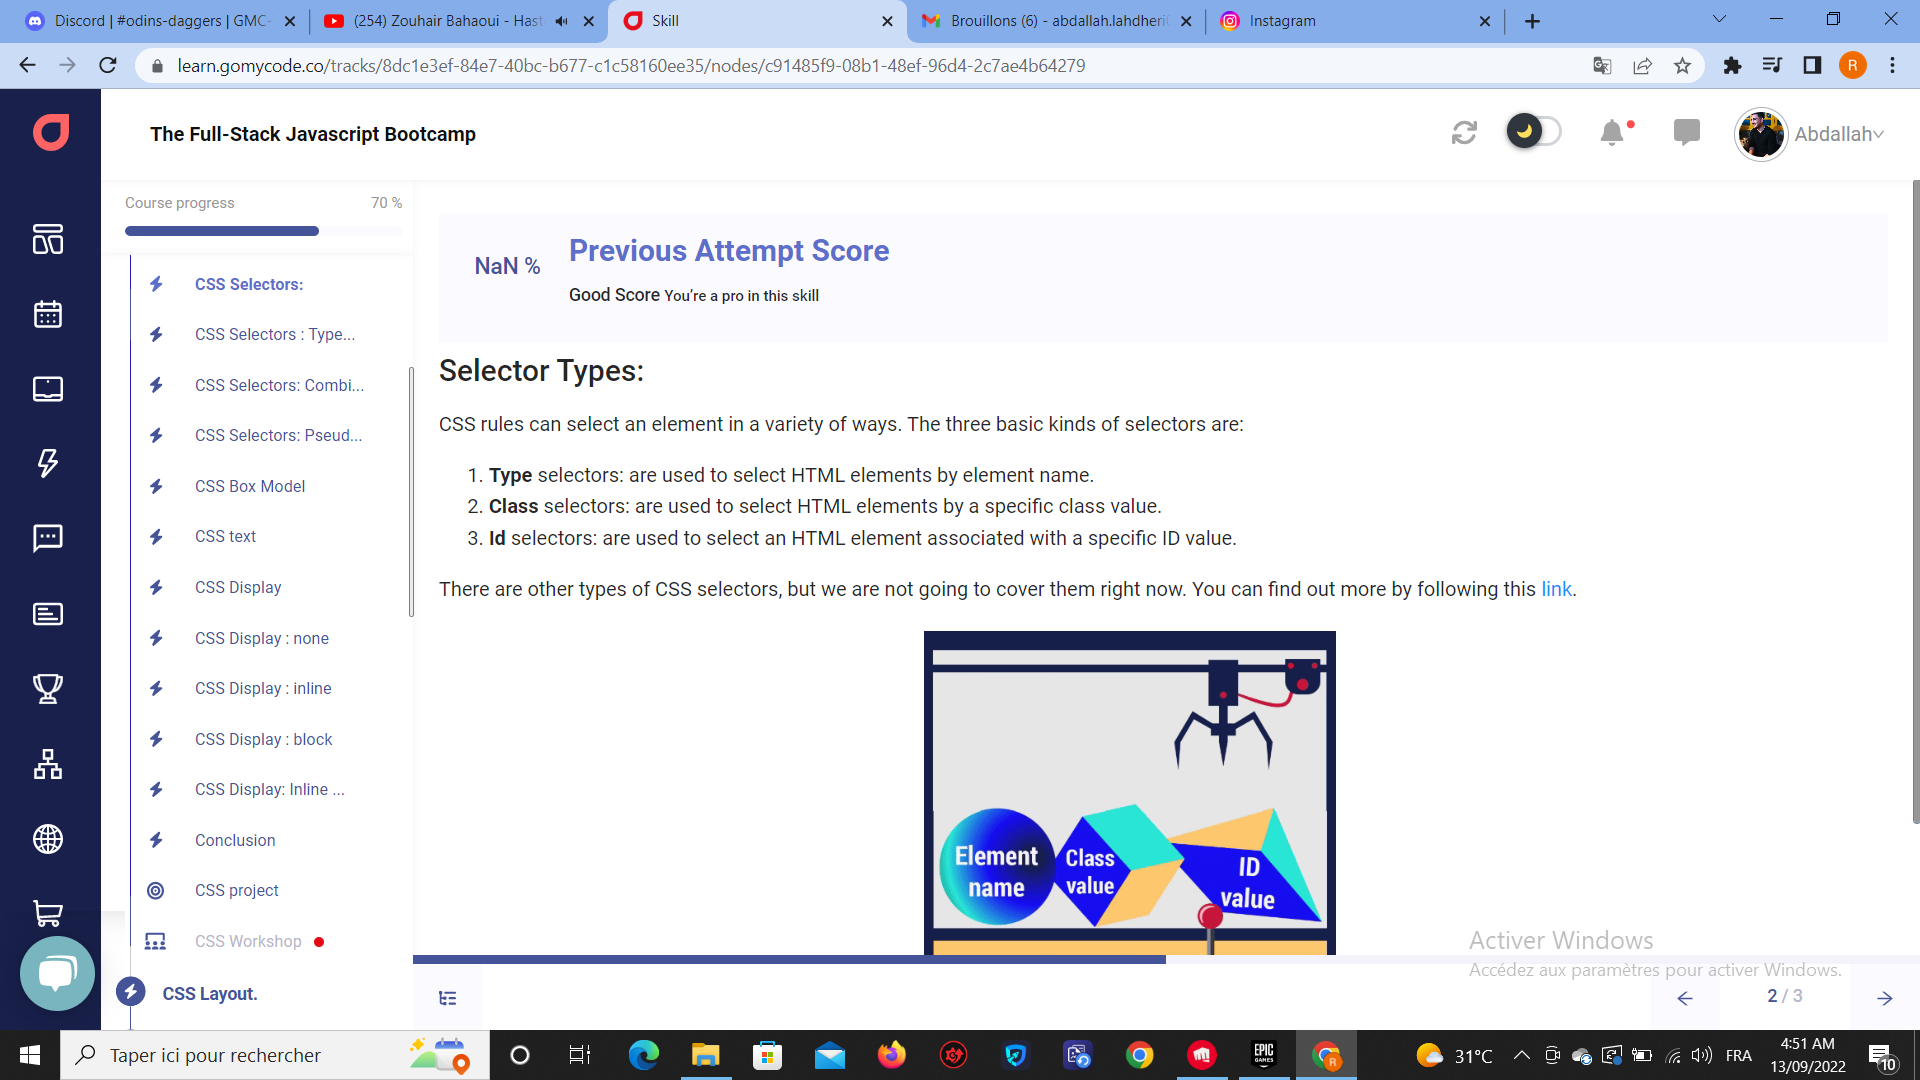 Discord | #odins-daggers | GMC-
(254) Zouhair Bahaoui - Hast
Skill
Brouillons (6) - abdallah.lahdheri
Instagram
learn.gomycode.co/tracks/8dc1e3ef-84e7-40bc-b677-c1c58160ee35/nodes/c91485f9-08b1-48ef-96d4-2c7ae4b64279
R
The Full-Stack Javascript Bootcamp
Abdallah
Course progress
70 %
CSS Selectors:
CSS Selectors : Type...
CSS Selectors: Combi...
CSS Selectors: Pseud...
CSS Box Model
CSS text
CSS Display
CSS Display : none
CSS Display : inline
CSS Display : block
CSS Display: Inline ...
Conclusion
CSS project
CSS Workshop
CSS Layout.
NaN %
Previous Attempt Score
Good Score You're a pro in this skill
Selector Types:
CSS rules can select an element in a variety of ways. The three basic kinds of selectors are:
1. Type selectors: are used to select HTML elements by element name.
2. Class selectors: are used to select HTML elements by a specific class value.
3. Id selectors: are used to select an HTML element associated with a specific ID value.
There are other types of CSS selectors, but we are not going to cover them right now. You can find out more by following this link.
Element
name
Class
value
ID
value
Activer Windows
Accédez aux paramètres pour activer Windows.
2 / 3
Taper ici pour rechercher
EPIC
GAMES
R
31°C
FRA
4:51 AM
13/09/2022
10